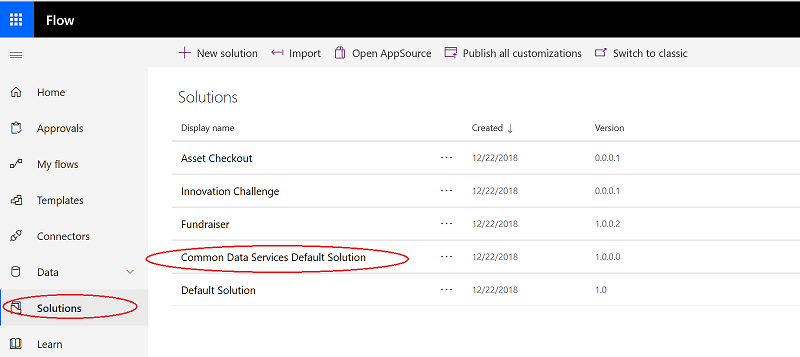 Flow
New solution Import Open AppSource Publish all customizations Switch to classic
Home
Approvals
My flows
Templates
Connectors
Data
Solutions
Learn
Solutions
Display name Created ↓ Version
Asset Checkout ... 12/22/2018 0.0.0.1
Innovation Challenge ... 12/22/2018 0.0.0.1
Fundraiser ... 12/22/2018 1.0.0.2
Common Data Services Default Solution ... 12/22/2018 1.0.0.0
Default Solution ... 12/22/2018 1.0